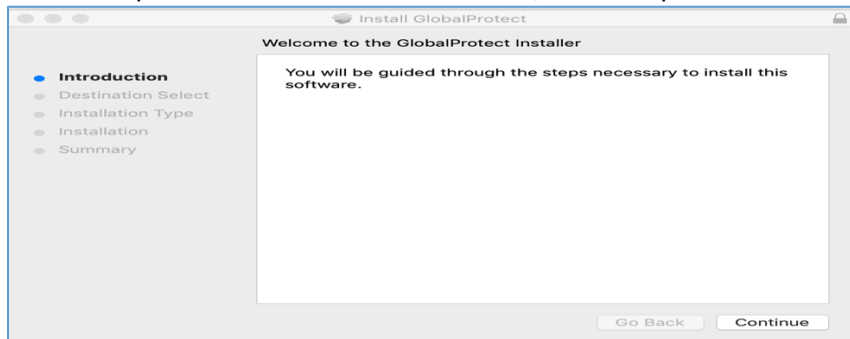 Install GlobalProtect
Welcome to the GlobalProtect Installer
Introduction
Destination Select
Installation Type
Installation
Summary
You will be guided through the steps necessary to install this
software.
Go Back
Continue